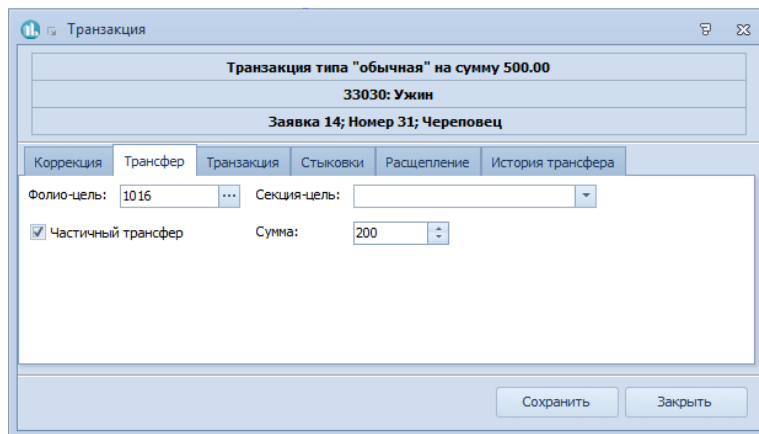 Транзакция
Транзакция типа "обычная" на сумму 500.00
33030: Ужин
Заявка 14; Номер 31; Череповец
Коррекция Трансфер Транзакция Стыковки Расщепление История трансфера
Фолио-цель: 1016 ... Секция-цель:
Частичный трансфер Сумма: 200
Сохранить Закрыть